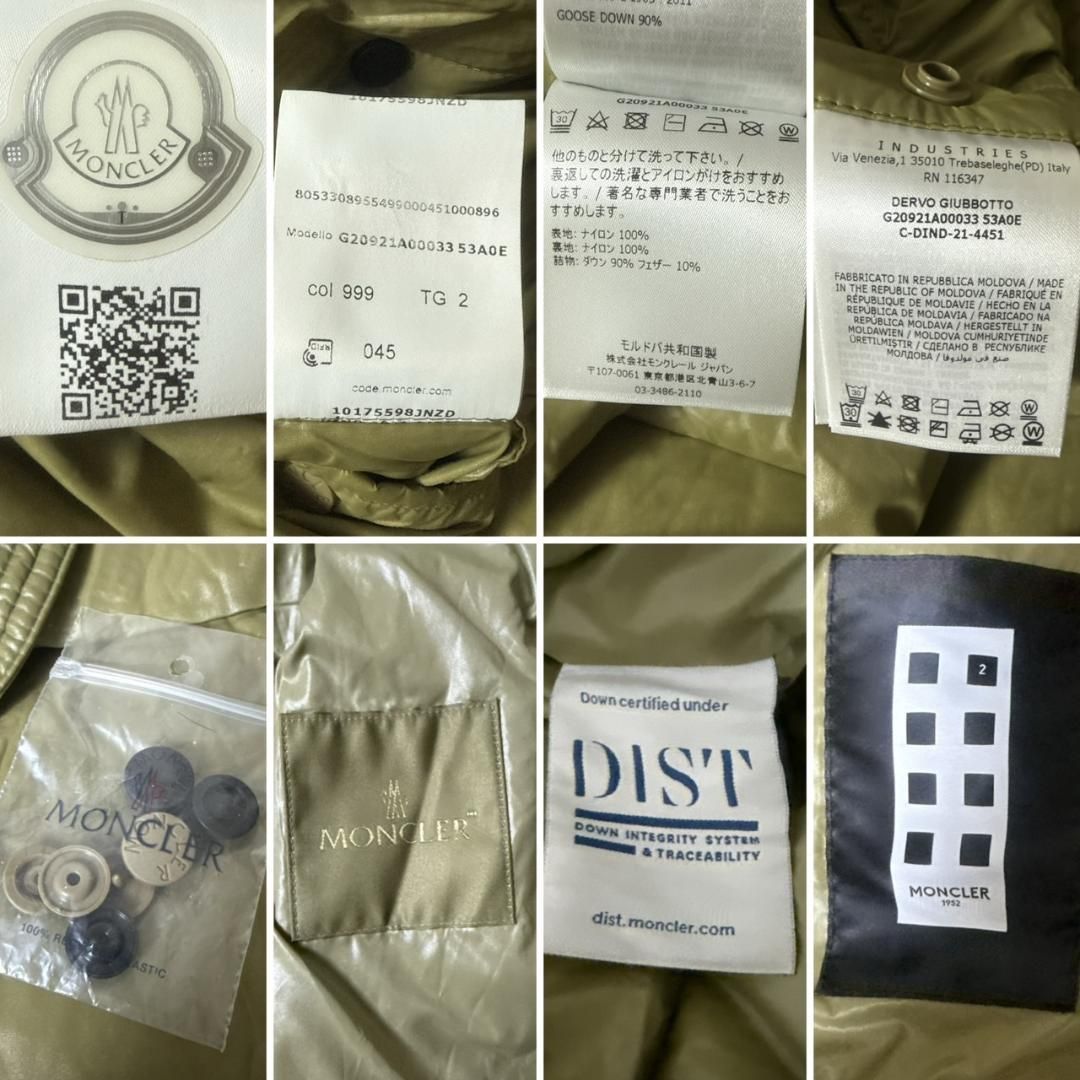 MONCLER
10175598JNZD
8053308955499000451000896
Modello G20921A00033 53A0E
col 999 TG 2
RFID
045
code.moncler.com
10175598JNZD
2011
GOOSE DOWN 90%
G20921A00033 53A0E
30
W
他のものと分けて洗って下さい。/
裏返しての洗濯とアイロンがけをおすすめ
します。/ 著名な専門業者で洗うことをお
すすめします。
表地: ナイロン 100%
裏地: ナイロン 100%
詰物: ダウン 90% フェザー 10%
モルドバ共和国製
株式会社モンクレール ジャパン
〒107-0061 東京都港区北青山3-6-7
03-3486-2110
INDUSTRIES
Via Venezia,1 35010 Trebaseleghe(PD) Italy
RN 116347
DERVO GIUBBOTTO
G20921A00033 53A0E
C-DIND-21-4451
FABBRICATO IN REPUBBLICA MOLDOVA / MADE
IN THE REPUBLIC OF MOLDOVA / FABRIQUÉ EN
RÉPUBLIQUE DE MOLDAVIE / HECHO EN LA
REPÚBLICA DE MOLDAVIA / FABRICADO NA
REPÚBLICA MOLDAVA / HERGESTELLT IN
MOLDAWIEN / MOLDOVA CUMHURIYETINDE
ÜRETILMIŞTIR / СДЕЛАНО В РЕСПУБЛИКЕ
МОЛДОВА / صنع في مولدوفا
30
W
30
W
MONCLER
MONCLER
100%
MONCLER
Down certified under
DIST
DOWN INTEGRITY SYSTEM
& TRACEABILITY
dist.moncler.com
2
MONCLER
1952